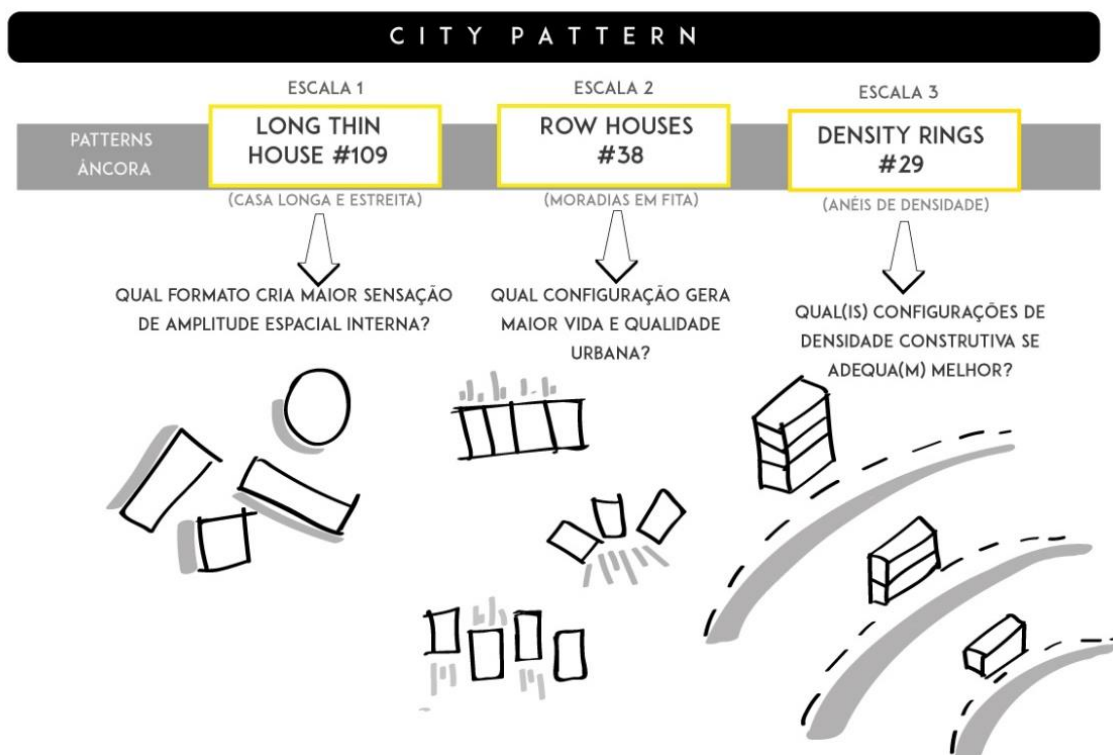 CITY PATTERN
PATTERNS
ÂNCORA
ESCALA 1
LONG THIN
HOUSE #109
(CASA LONGA E ESTREITA)
QUAL FORMATO CRIA MAIOR SENSAÇÃO
DE AMPLITUDE ESPACIAL INTERNA?
ESCALA 2
ROW HOUSES
#38
(MORADIAS EM FITA)
QUAL CONFIGURAÇÃO GERA
MAIOR VIDA E QUALIDADE
URBANA?
ESCALA 3
DENSITY RINGS
#29
(ANÉIS DE DENSIDADE)
QUAL(IS) CONFIGURAÇÕES DE
DENSIDADE CONSTRUTIVA SE
ADEQUA(M) MELHOR?